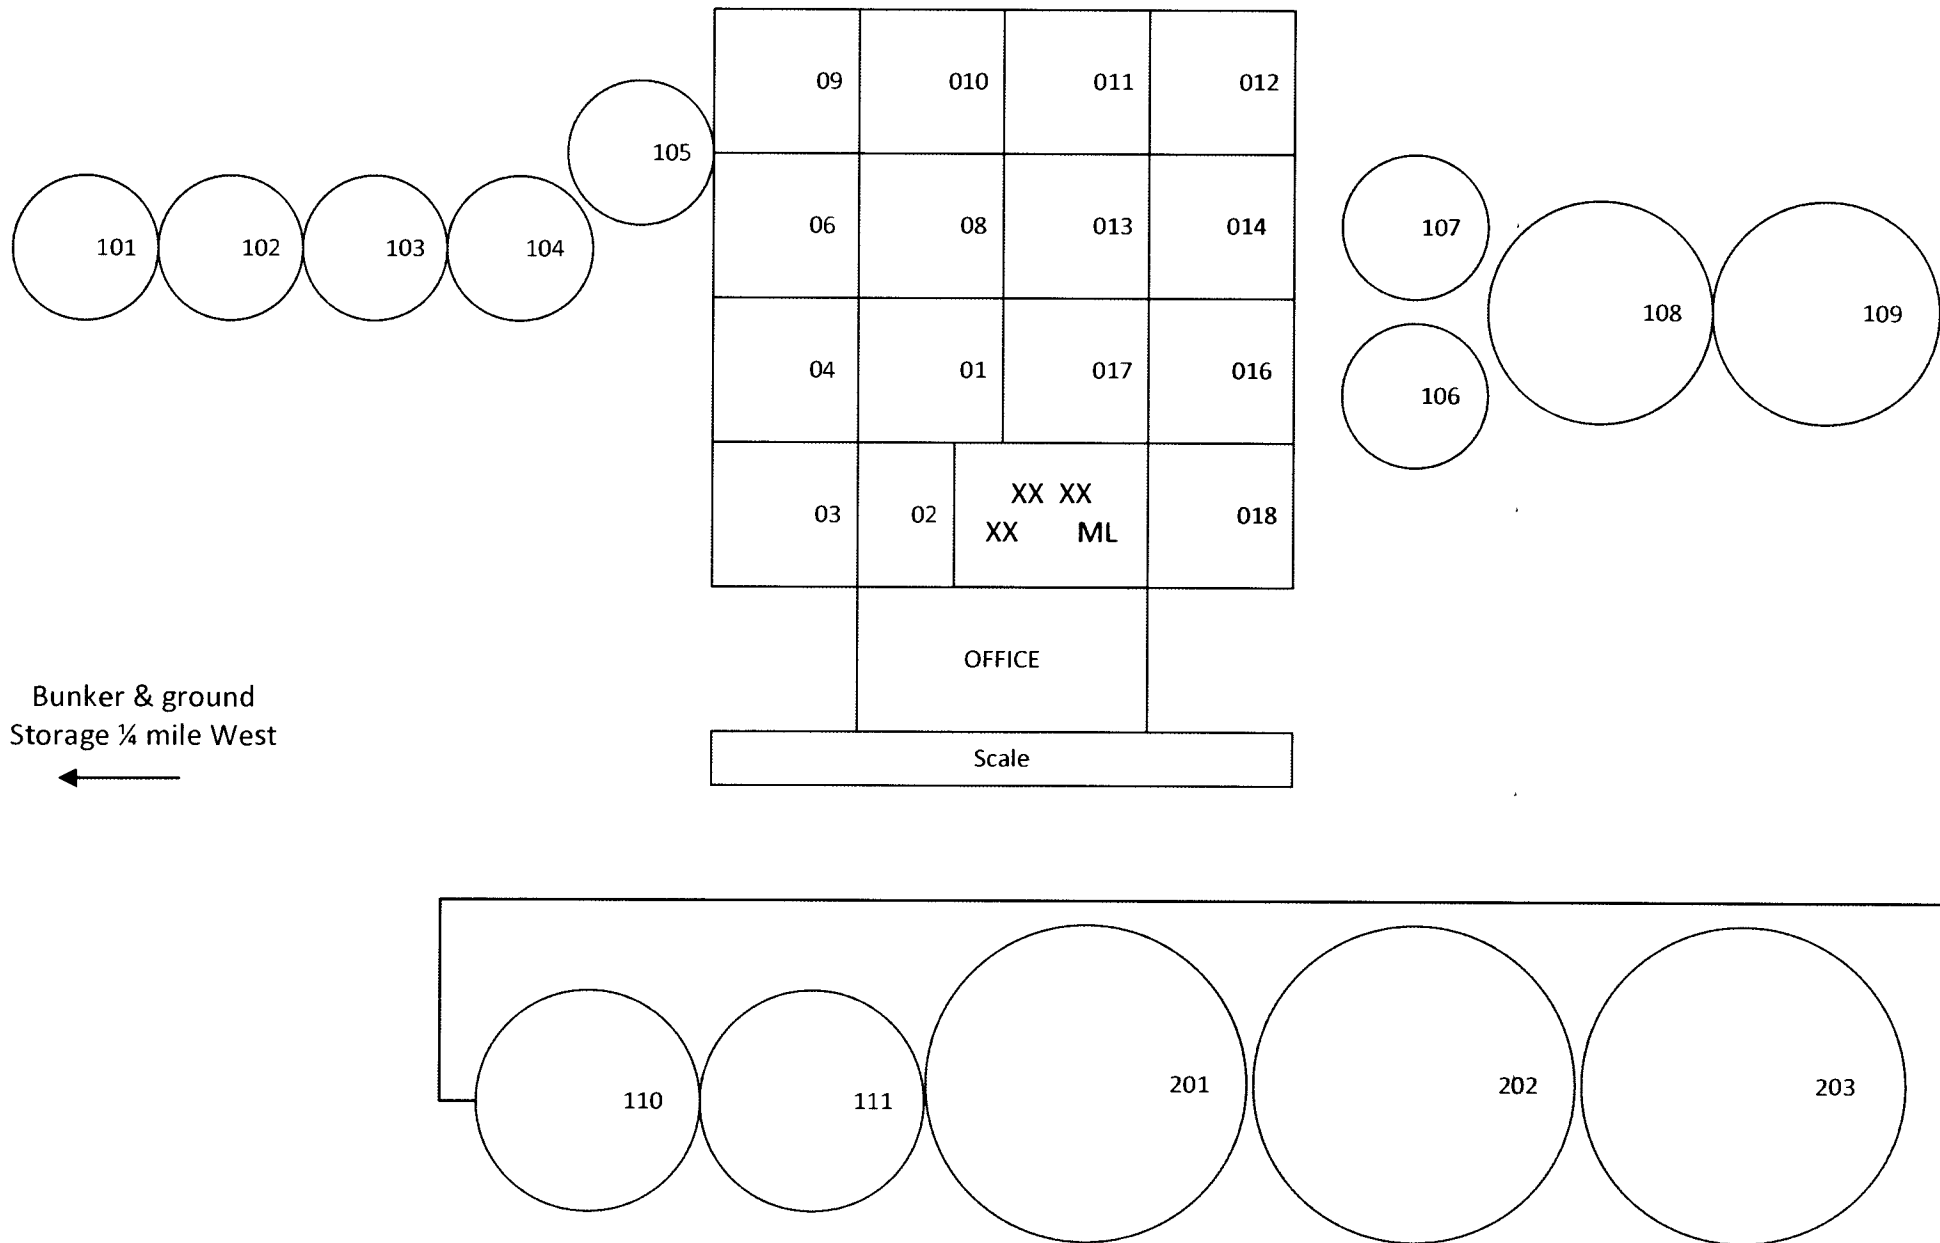 09 010 011 012
105
101 102 103 104
06 08 013 014
107
108 109
04 01 017 016
106
03 02 XX XX 018
XX ML
OFFICE
Bunker & ground
Storage ¼ mile West
Scale
110 111 201 202 203